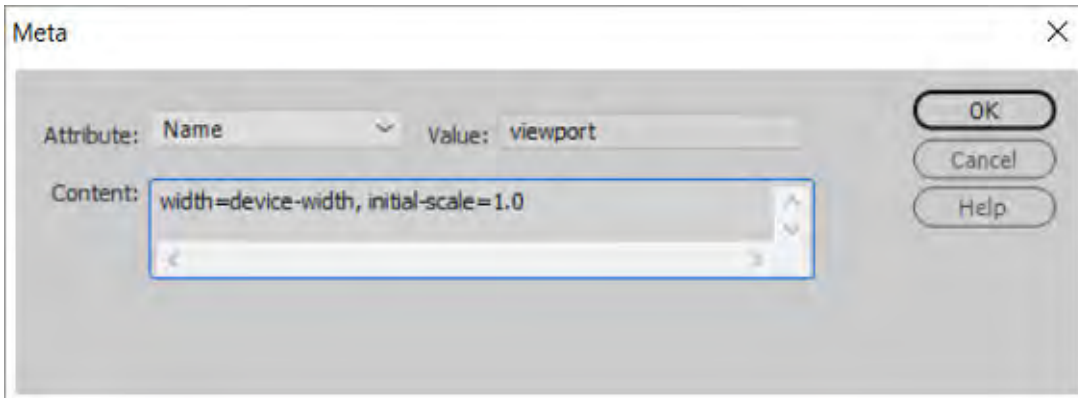 Meta
Attribute: Name Value: viewport OK
Content: width=device-width, initial-scale=1.0 Cancel
Help